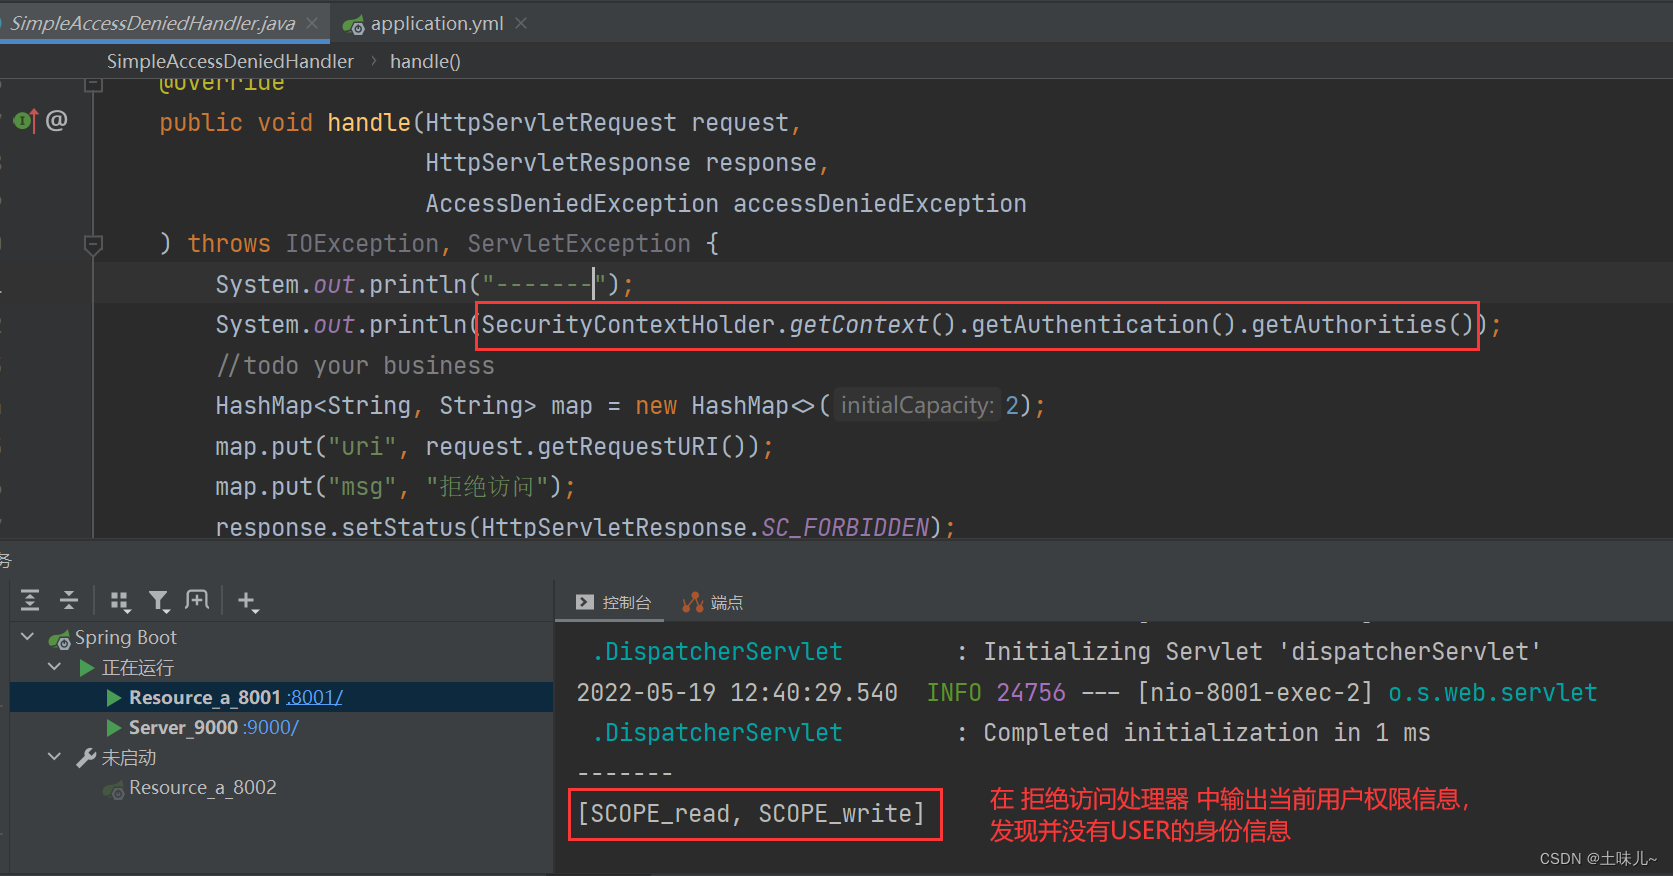 SimpleAccessDeniedHandler.java × application.yml ×
SimpleAccessDeniedHandler › handle()
@Override
public void handle(HttpServletRequest request,
HttpServletResponse response,
AccessDeniedException accessDeniedException
) throws IOException, ServletException {
System.out.println("-------");
System.out.println(SecurityContextHolder.getContext().getAuthentication().getAuthorities());
//todo your business
HashMap<String, String> map = new HashMap<>( initialCapacity: 2);
map.put("uri", request.getRequestURI());
map.put("msg", "拒绝访问");
response.setStatus(HttpServletResponse.SC_FORBIDDEN);
务
控制台 端点
Spring Boot
正在运行
Resource_a_8001 :8001/
Server_9000 :9000/
未启动
Resource_a_8002
.DispatcherServlet : Initializing Servlet 'dispatcherServlet'
2022-05-19 12:40:29.540 INFO 24756 --- [nio-8001-exec-2] o.s.web.servlet
.DispatcherServlet : Completed initialization in 1 ms
-------
[SCOPE_read, SCOPE_write]
在 拒绝访问处理器 中输出当前用户权限信息,
发现并没有USER的身份信息
CSDN @土味儿~